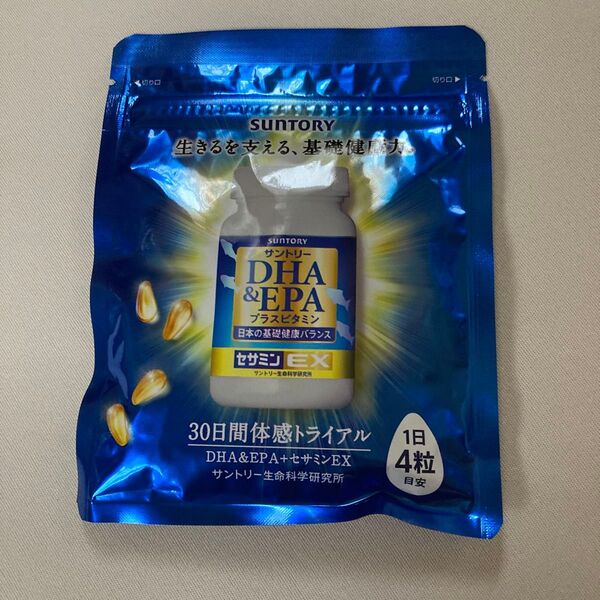 切り口
切り口
SUNTORY
生きるを支える、基礎健康力。
SUNTORY
サントリー
DHA
&EPA
プラスビタミン
日本の基礎健康バランス
セサミンEX
サントリー生命科学研究所
30日間体感トライアル
DHA&EPA+セサミンEX
サントリー生命科学研究所
1日
4粒
目安